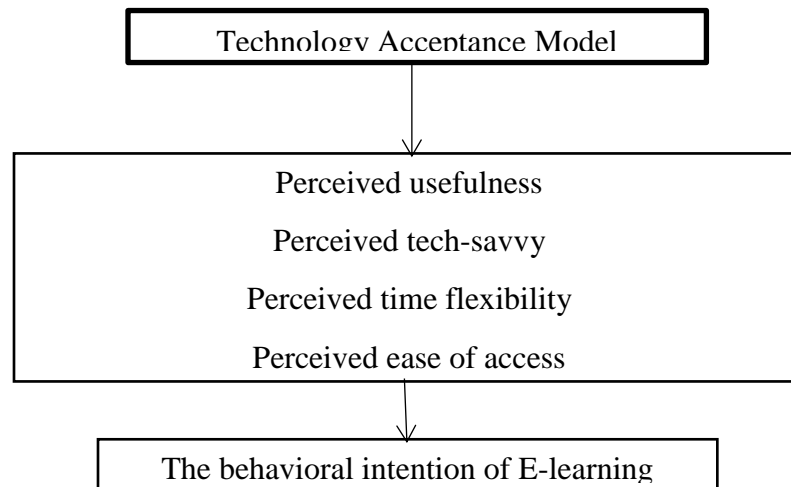 Technology Acceptance Model
Perceived usefulness
Perceived tech-savvy
Perceived time flexibility
Perceived ease of access
The behavioral intention of E-learning